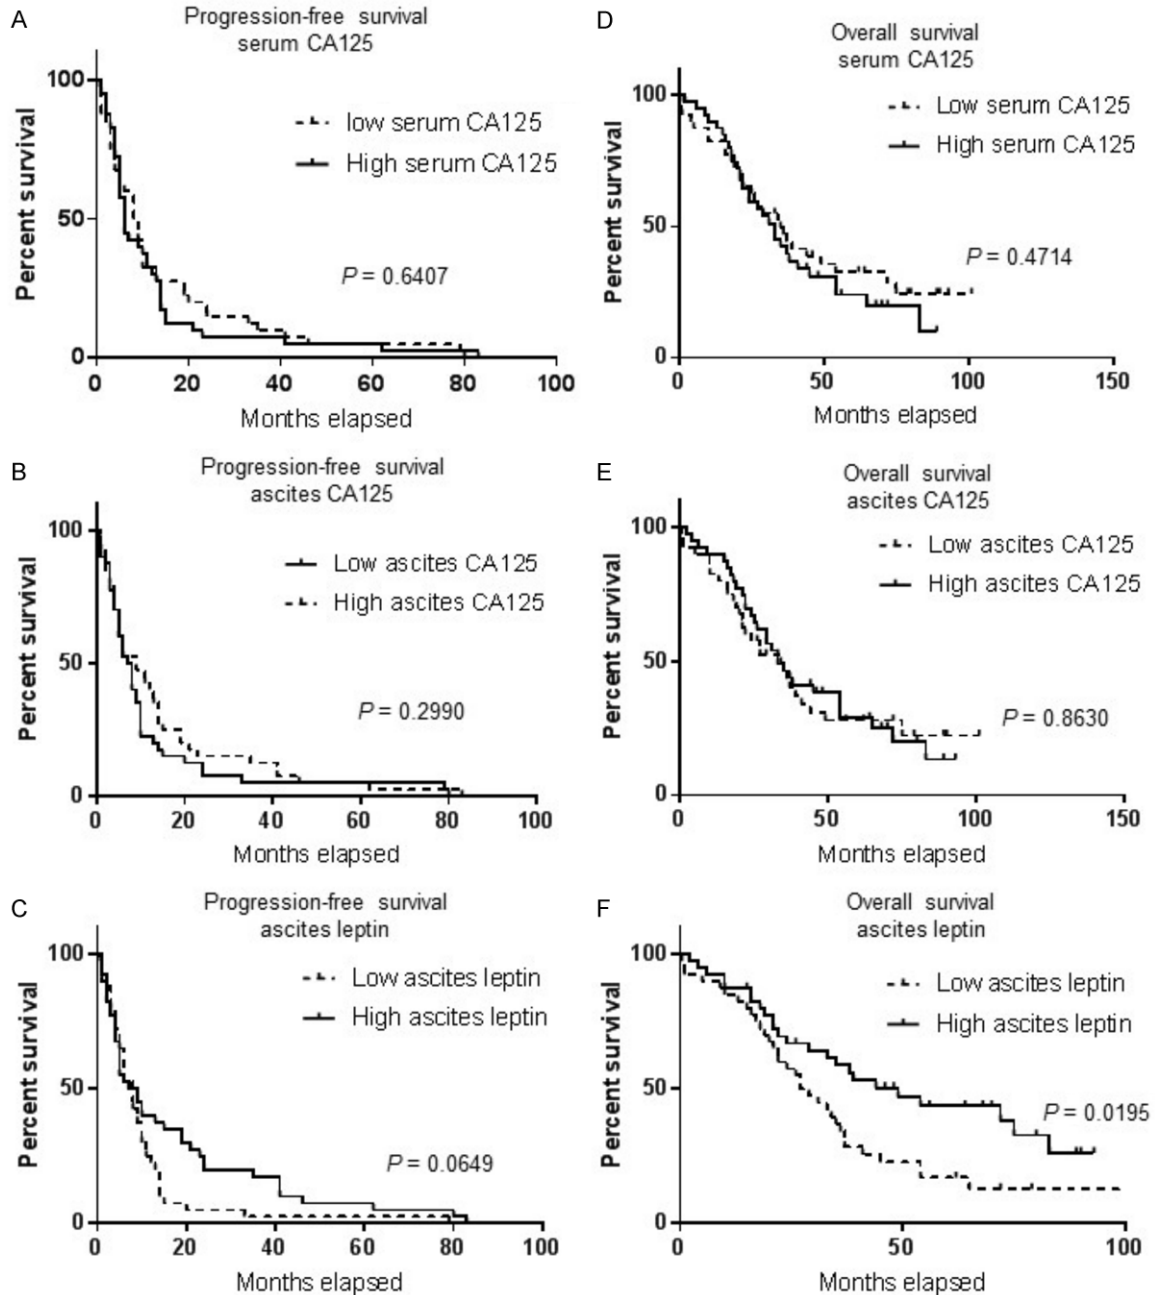 A
Progression-free survival
serum CA125
Percent survival
100
50
0
low serum CA125
High serum CA125
P = 0.6407
0 20 40 60 80 100
Months elapsed
D
Overall survival
serum CA125
Percent survival
100
50
0
Low serum CA125
High serum CA125
P = 0.4714
0 50 100 150
Months elapsed
B
Progression-free survival
ascites CA125
Percent survival
100
50
0
Low ascites CA125
High ascites CA125
P = 0.2990
0 20 40 60 80 100
Months elapsed
E
Overall survival
ascites CA125
Percent survival
100
50
0
Low ascites CA125
High ascites CA125
P = 0.8630
0 50 100 150
Months elapsed
C
Progression-free survival
ascites leptin
Percent survival
100
50
0
Low ascites leptin
High ascites leptin
P = 0.0649
0 20 40 60 80 100
Months elapsed
F
Overall survival
ascites leptin
Percent survival
100
50
0
Low ascites leptin
High ascites leptin
P = 0.0195
0 50 100
Months elapsed